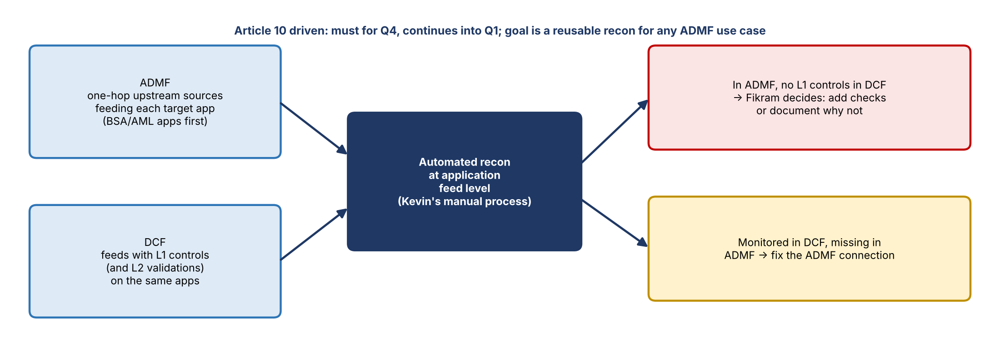 Article 10 driven: must for Q4, continues into Q1; goal is a reusable recon for any ADMF use case
ADMF
one-hop upstream sources
feeding each target app
(BSA/AML apps first)
DCF
feeds with L1 controls
(and L2 validations)
on the same apps
Automated recon
at application
feed level
(Kevin's manual process)
In ADMF, no L1 controls in DCF
→ Fikram decides: add checks
or document why not
Monitored in DCF, missing in
ADMF → fix the ADMF connection